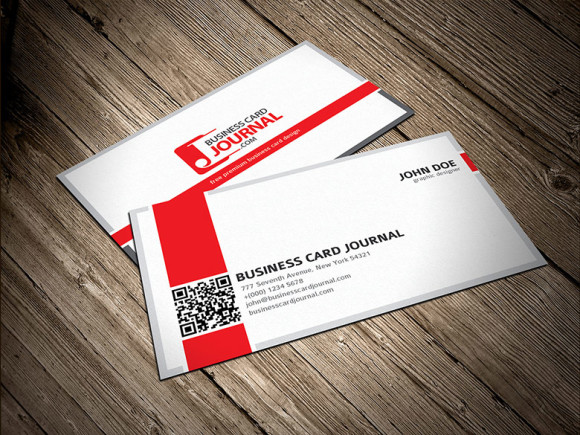 BUSINESS CARD
JOURNAL
.COM
free premium business card design
JOHN DOE
graphic designer
BUSINESS CARD JOURNAL
777 Seventh Avenue, New York 54321
+(000) 1234 5678
john@businesscardjournal.com
businesscardjournal.com